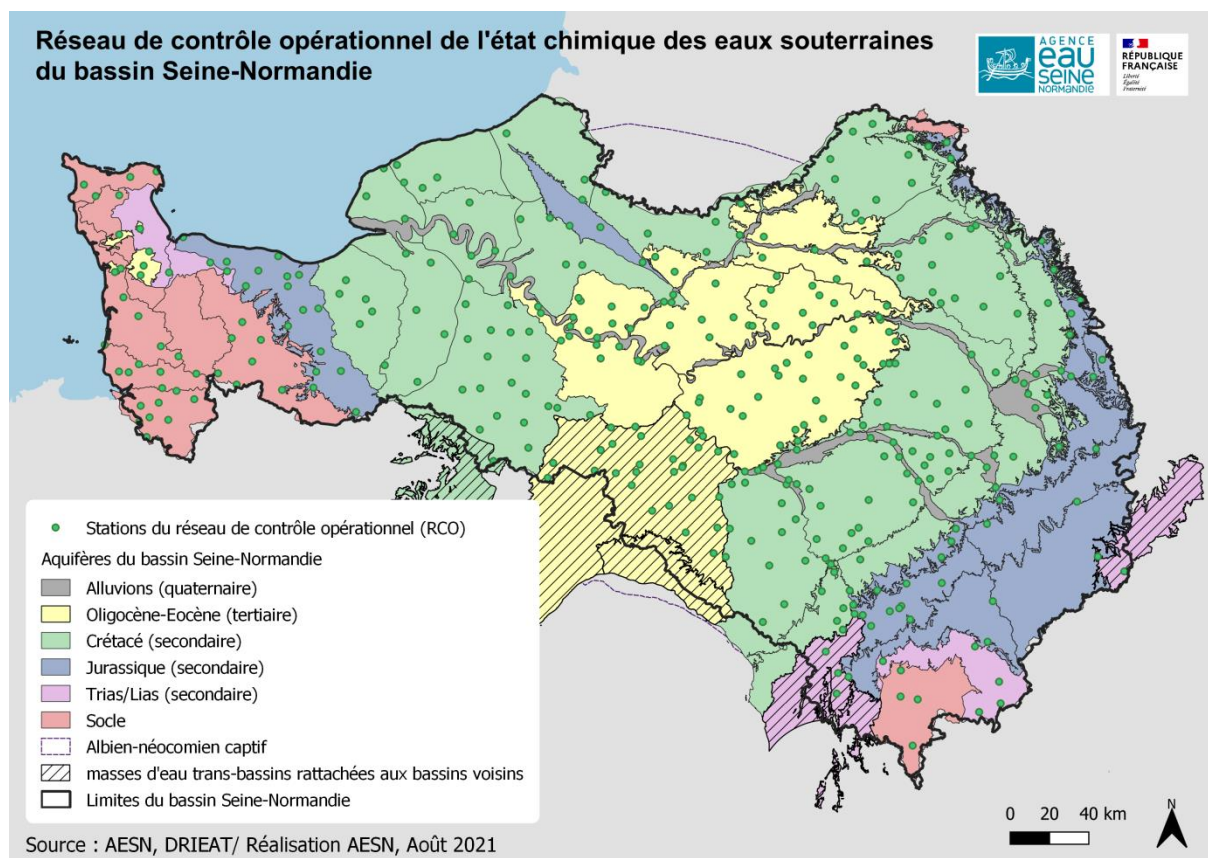 Réseau de contrôle opérationnel de l'état chimique des eaux souterraines
du bassin Seine-Normandie
AGENCE
eau
SEINE
NORMANDIE
RÉPUBLIQUE
FRANÇAISE
Liberté
Égalité
Fraternité
Stations du réseau de contrôle opérationnel (RCO)
Aquifères du bassin Seine-Normandie
Alluvions (quaternaire)
Oligocène-Eocène (tertiaire)
Crétacé (secondaire)
Jurassique (secondaire)
Trias/Lias (secondaire)
Socle
Albien-néocomien captif
masses d'eau trans-bassins rattachées aux bassins voisins
Limites du bassin Seine-Normandie
0 20 40 km
N
Source : AESN, DRIEAT/ Réalisation AESN, Août 2021